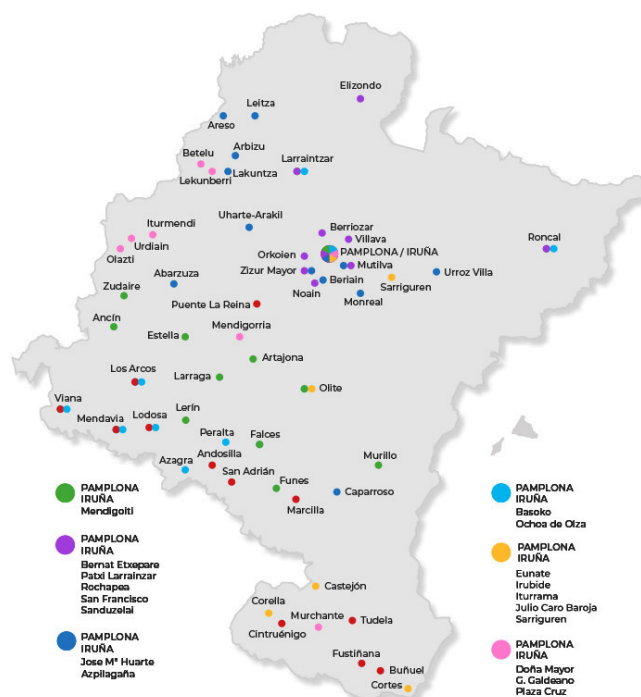 Elizondo
Leitza
Areso
Arbizu
Betelu
Larraintzar
Lekunberri
Lakuntza
Iturmendi
Uharte-Arakil
Berriozar
Urdiain
Villava
Roncal
Olazti
Orkoien
PAMPLONA / IRUÑA
Abarzuza
Zizur Mayor
Mutilva
Urroz Villa
Zudaire
Beriain
Sarriguren
Puente La Reina
Noain
Monreal
Ancín
Mendigorria
Estella
Artajona
Los Arcos
Larraga
Olite
Viana
Lerín
Mendavia
Lodosa
Peralta
Falces
Andosilla
Azagra
San Adrián
Murillo
Funes
Caparroso
Marcilla
PAMPLONA
IRUÑA
Mendigoiti
PAMPLONA
IRUÑA
Basoko
Ochoa de Olza
PAMPLONA
IRUÑA
Bernat Etxepare
Patxi Larrainzar
Rochapea
San Francisco
Sanduzelai
PAMPLONA
IRUÑA
Eunate
Irubide
Iturrama
Julio Caro Baroja
Sarriguren
Castejón
Corella
Murchante
Tudela
Cintruénigo
PAMPLONA
IRUÑA
Jose Mª Huarte
Azpilagaña
Fustiñana
Buñuel
Cortes
PAMPLONA
IRUÑA
Doña Mayor
G. Galdeano
Plaza Cruz